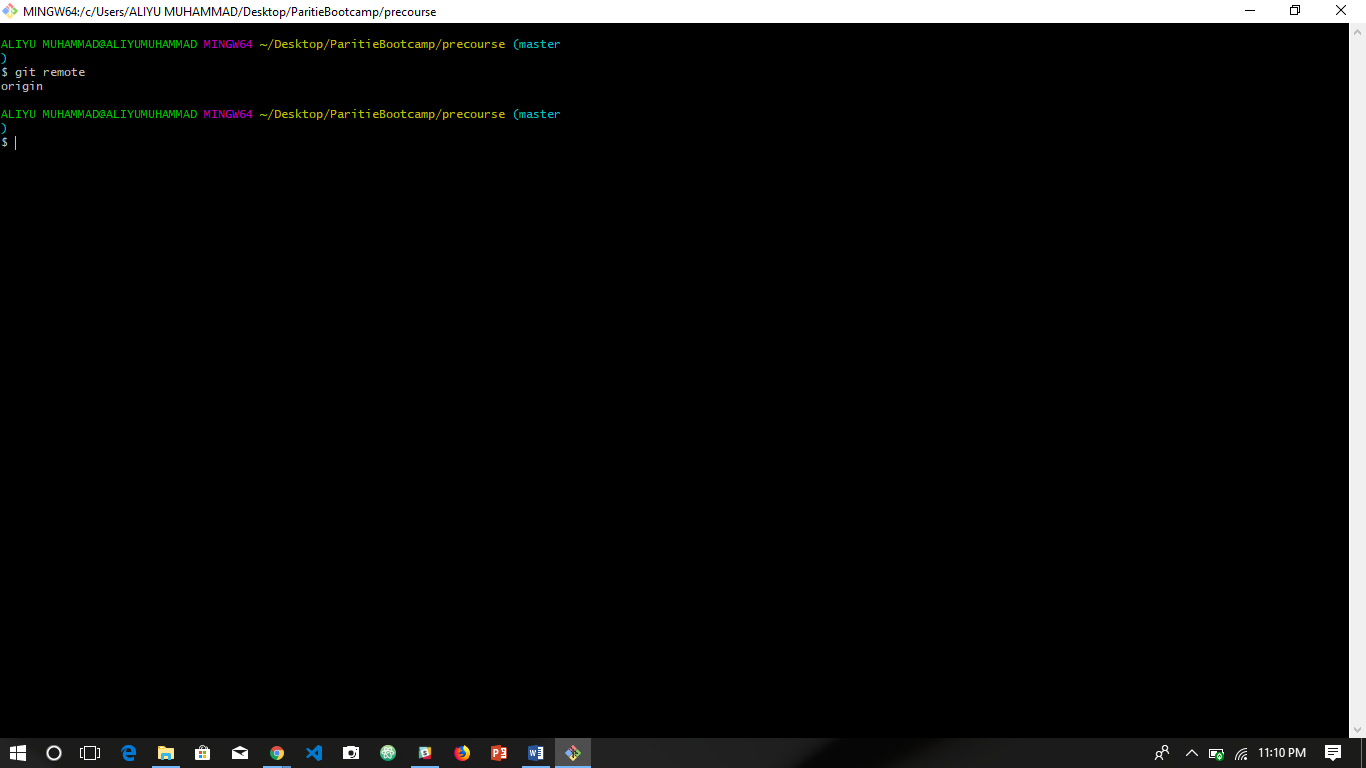 MINGW64:/c/Users/ALIYU MUHAMMAD/Desktop/ParitieBootcamp/precourse
ALIYU MUHAMMAD@ALIYUMUHAMMAD MINGW64 ~/Desktop/ParitieBootcamp/precourse (master
)
$ git remote
origin
ALIYU MUHAMMAD@ALIYUMUHAMMAD MINGW64 ~/Desktop/ParitieBootcamp/precourse (master
)
$
11:10 PM